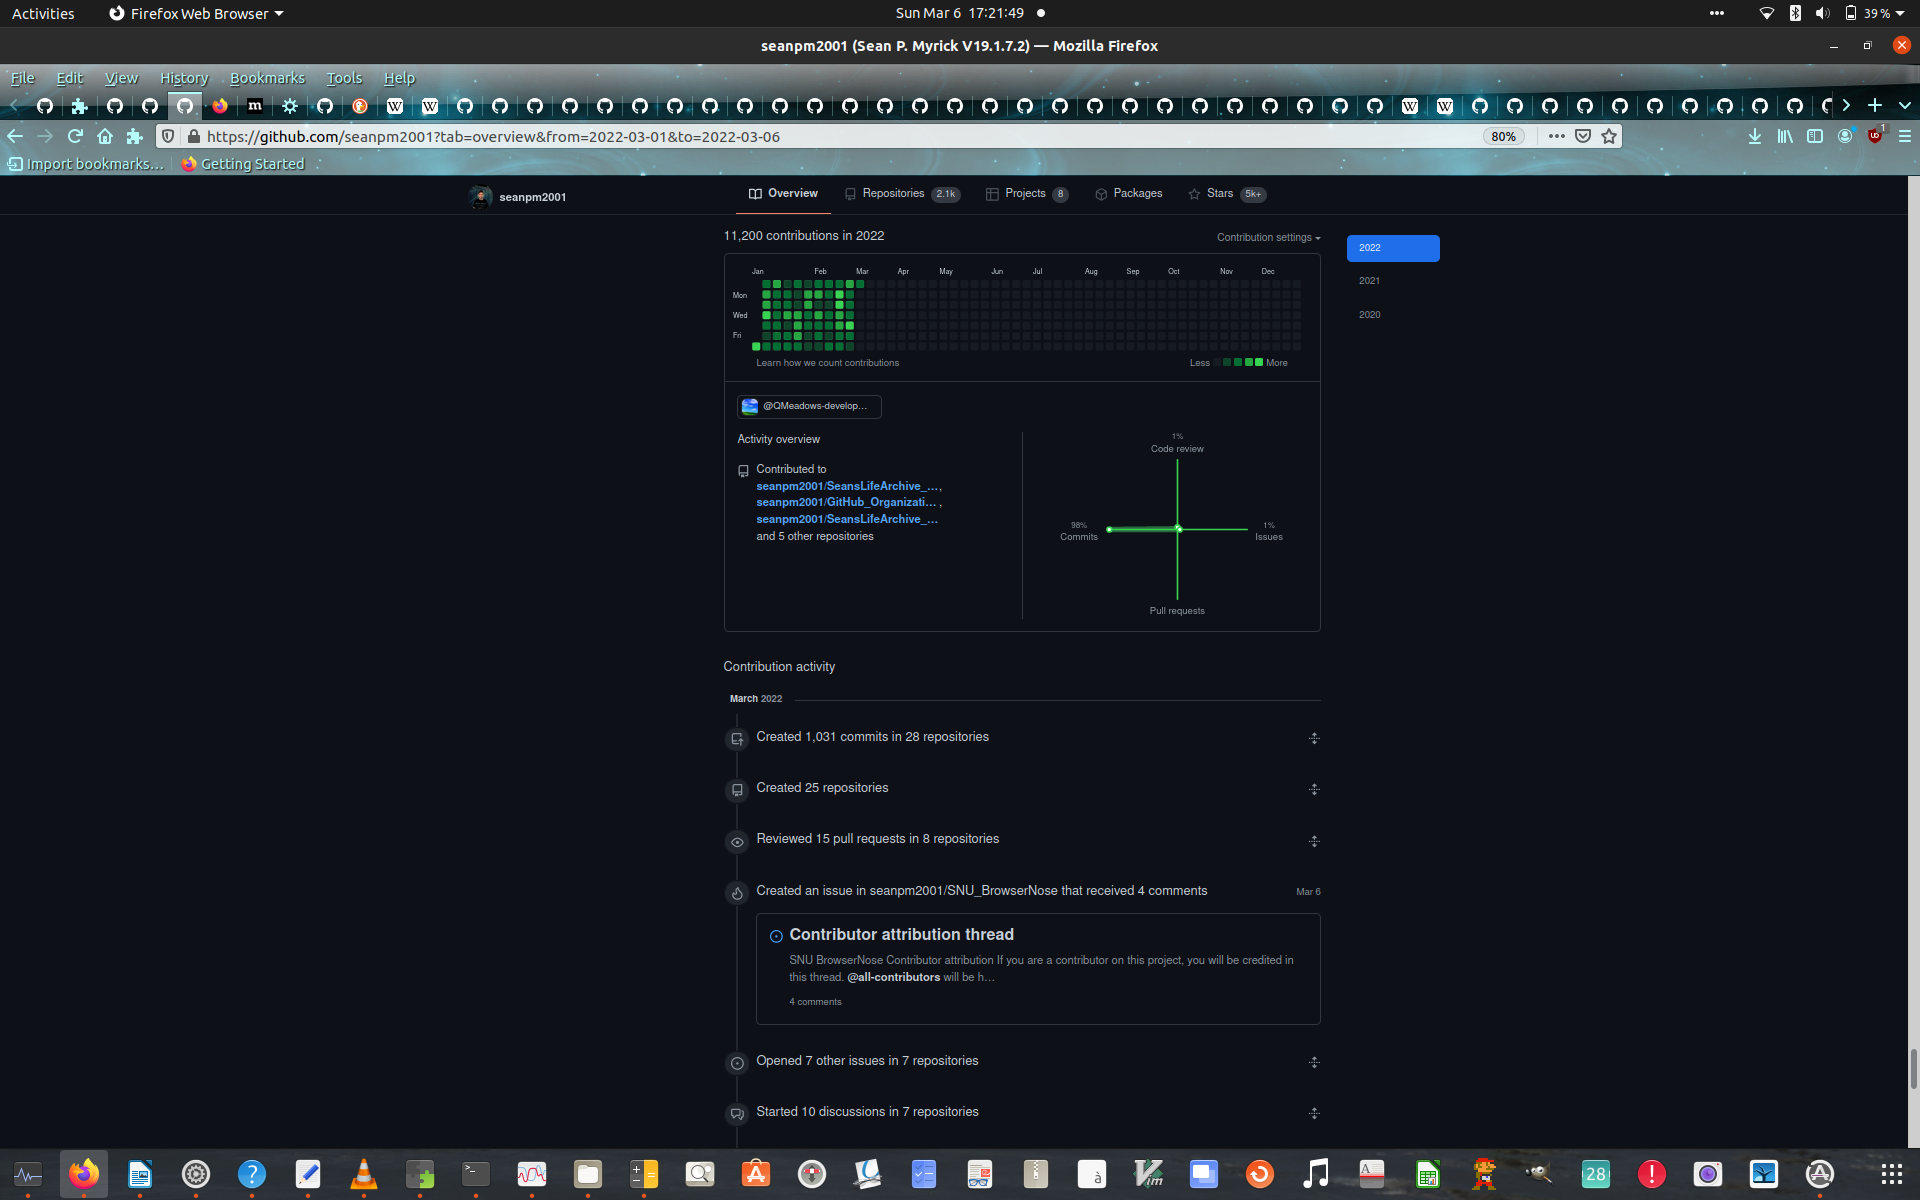 Activities
Firefox Web Browser
Sun Mar 6 17:21:49
39 %
seanpm2001 (Sean P. Myrick V19.1.7.2) — Mozilla Firefox
File Edit View History Bookmarks Tools Help
https://github.com/seanpm2001?tab=overview&from=2022-03-01&to=2022-03-06
80%
1
Import bookmarks…
Getting Started
seanpm2001
Overview
Repositories 2.1k
Projects 8
Packages
Stars 5k+
11,200 contributions in 2022
Contribution settings
2022
2021
2020
Jan Feb Mar Apr May Jun Jul Aug Sep Oct Nov Dec
Mon
Wed
Fri
Learn how we count contributions
Less More
@QMeadows-develop…
Activity overview
Contributed to
seanpm2001/SeansLifeArchive_…,
seanpm2001/GitHub_Organizati… ,
seanpm2001/SeansLifeArchive_…
and 5 other repositories
1%
Code review
98%
Commits
1%
Issues
Pull requests
Contribution activity
March 2022
Created 1,031 commits in 28 repositories
Created 25 repositories
Reviewed 15 pull requests in 8 repositories
Created an issue in seanpm2001/SNU_BrowserNose that received 4 comments
Mar 6
Contributor attribution thread
SNU BrowserNose Contributor attribution If you are a contributor on this project, you will be credited in
this thread. @all-contributors will be h…
4 comments
Opened 7 other issues in 7 repositories
Started 10 discussions in 7 repositories
Vim
28